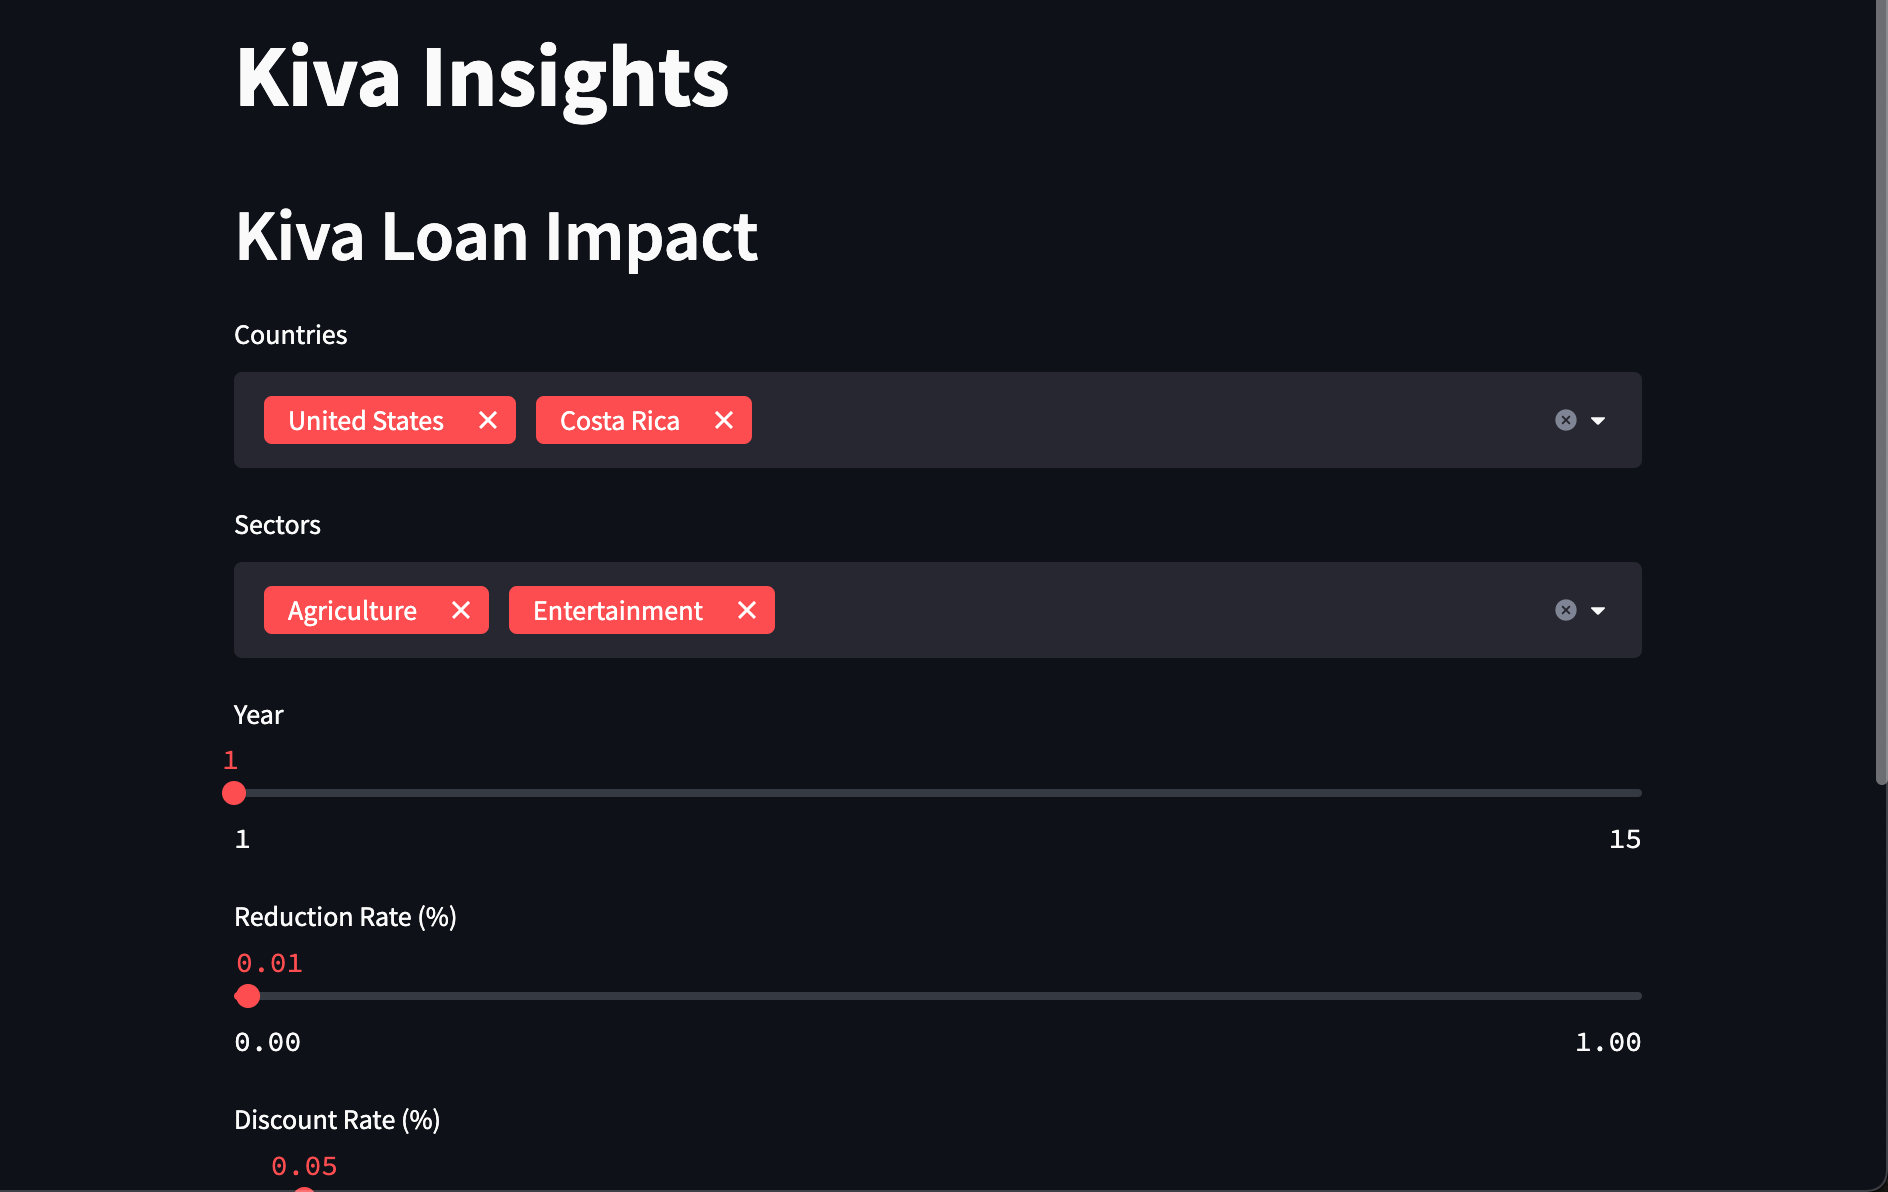 Kiva Insights
Kiva Loan Impact
Countries
United States Costa Rica
Sectors
Agriculture Entertainment
Year
1
1 15
Reduction Rate (%)
0.01
0.00 1.00
Discount Rate (%)
0.05